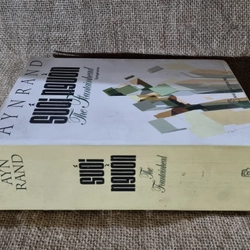 AYN RAND
SUỐI NGUỒN
The Fountainhead
AYN
RAND
SUỐI
NGUỒN
The
Fountainhead